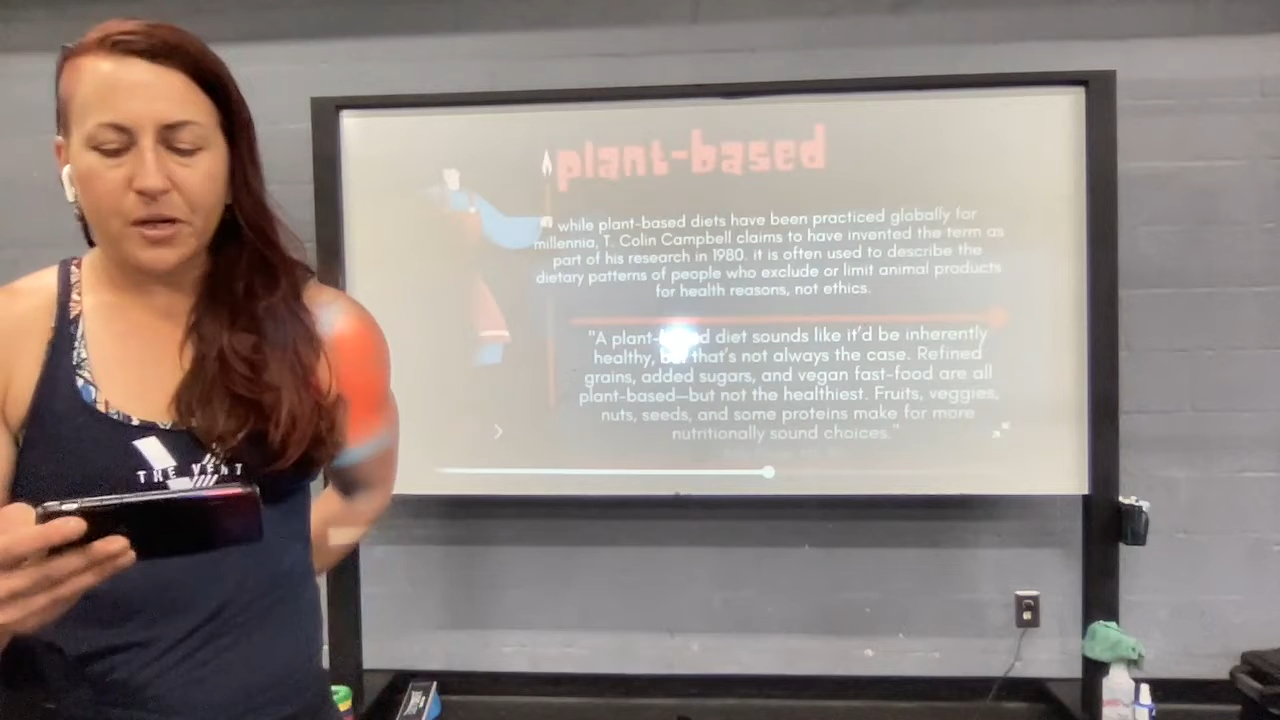 plant-based
while plant-based diets have been practiced globally for
millennia, T. Colin Campbell claims to have invented the term as
part of his research in 1980. it is often used to describe the
dietary patterns of people who exclude or limit animal products
for health reasons, not ethics.
"A plant-based diet sounds like it'd be inherently
healthy, but that's not always the case. Refined
grains, added sugars, and vegan fast-food are all
plant-based—but not the healthiest. Fruits, veggies,
nuts, seeds, and some proteins make for more
nutritionally sound choices."
THE VENT